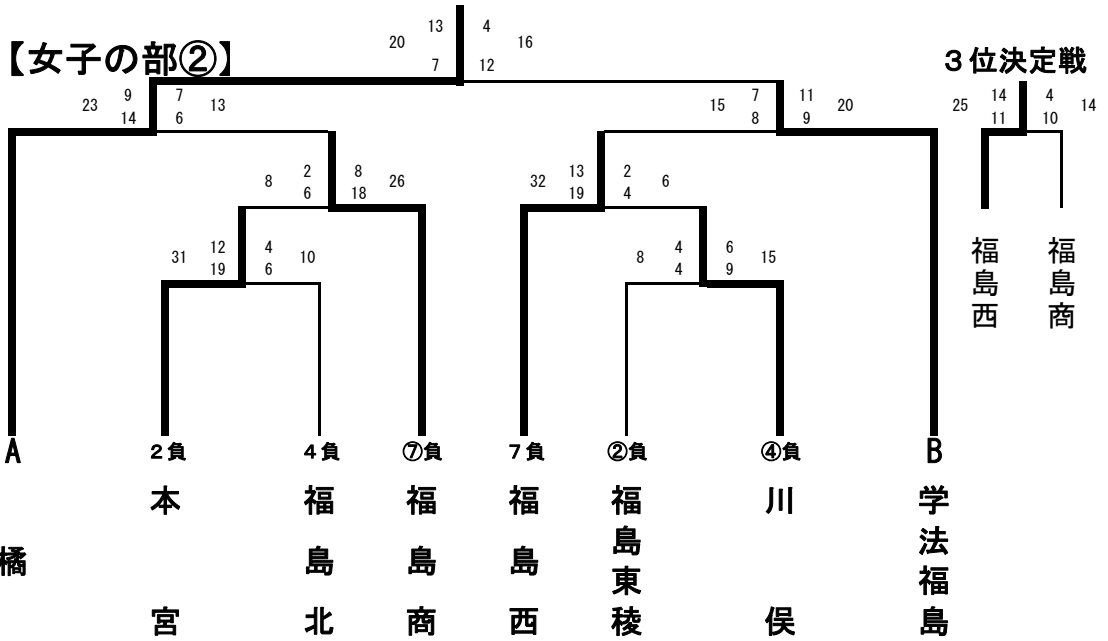 【女子の部②】
３位決定戦
13 4
20 16
7 12
9 7
23 13
14 6
7 11
15 20
8 9
14 4
25 14
11 10
2 8
8 26
6 18
13 2
32 6
19 4
12 4
31 10
19 6
4 6
8 15
4 9
福島西
福島商
A
２負
４負
⑦負
７負
②負
④負
B
橘
本宮
福島北
福島商
福島西
福島東稜
川俣
学法福島